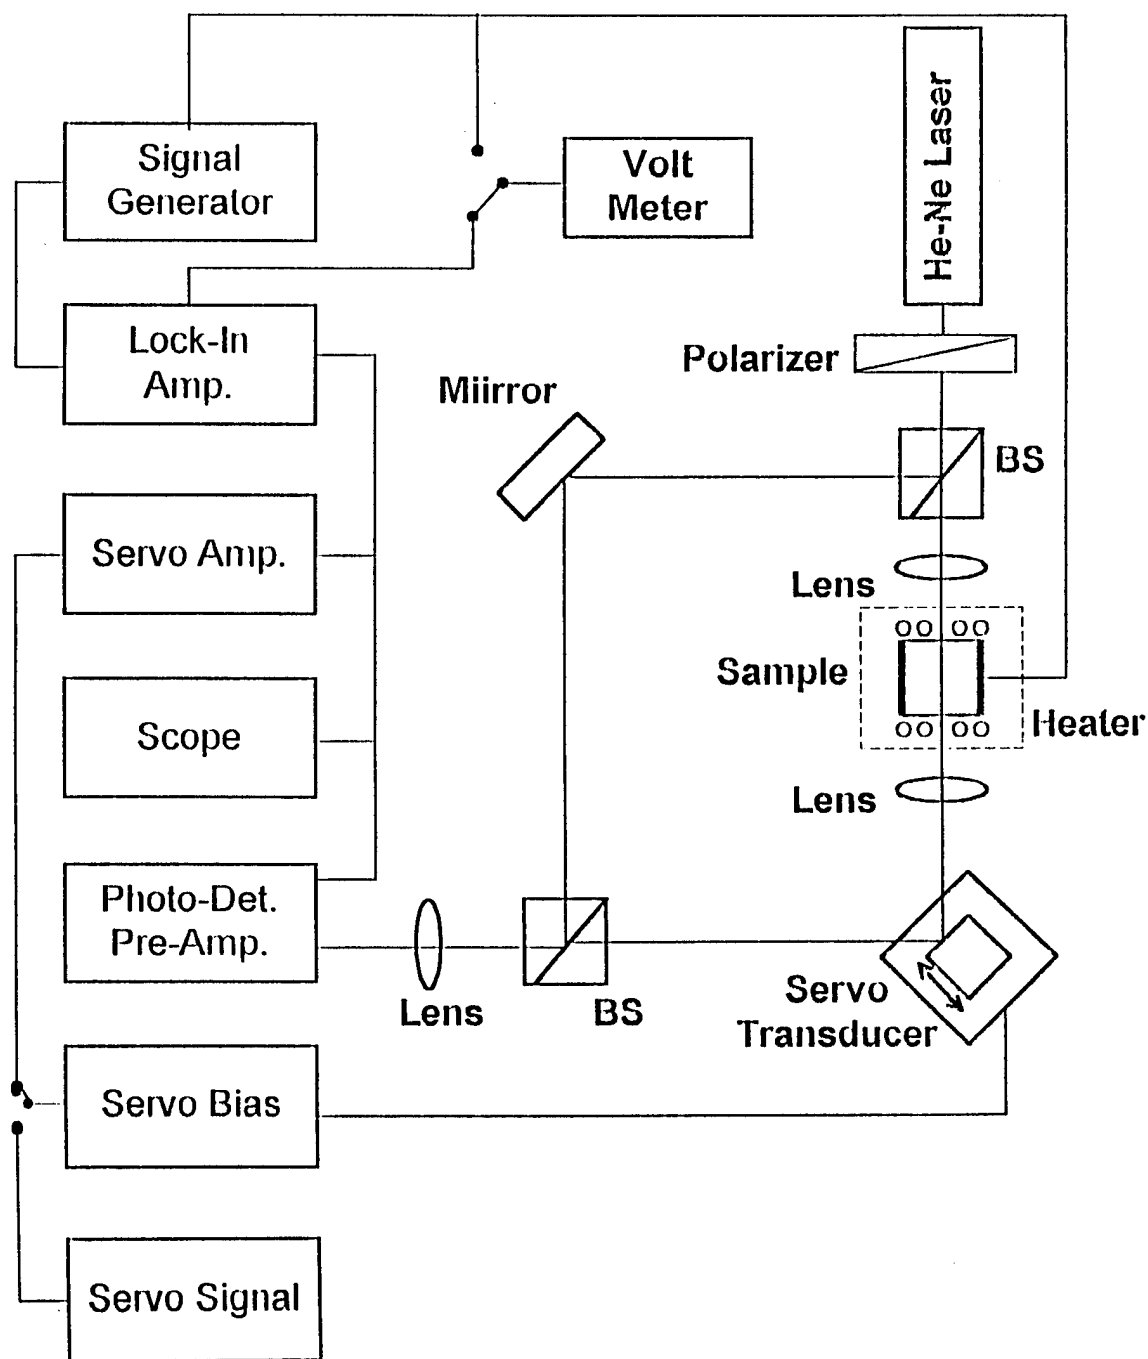 Signal
Generator
Volt
Meter
He-Ne Laser
Lock-In
Amp.
Polarizer
Miirror
BS
Servo Amp.
Lens
Sample
Scope
Heater
Lens
Photo-Det.
Pre-Amp.
Lens
BS
Servo
Transducer
Servo Bias
Servo Signal